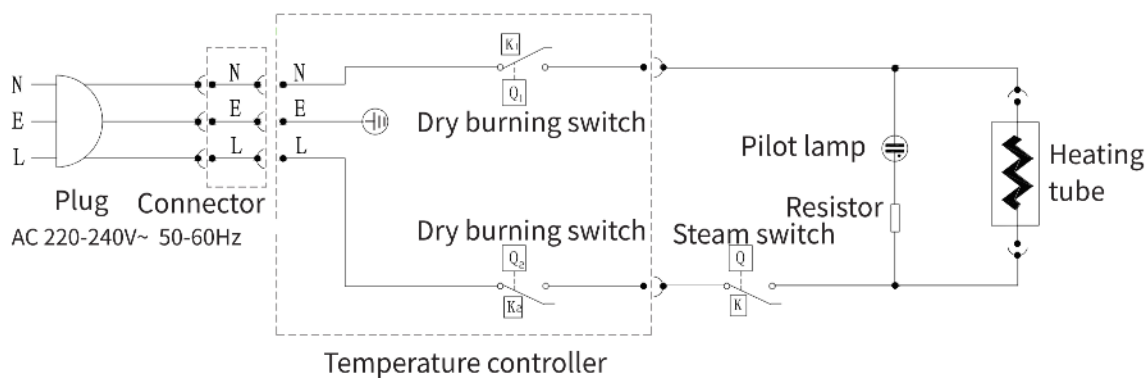 N
E
L
Plug
AC 220-240V~ 50-60Hz
Connector
N
E
L
N
E
L
K₁
Q₁
Dry burning switch
Dry burning switch
Q₂
K₂
Temperature controller
Steam switch
Q
K
Pilot lamp
Resistor
Heating
tube